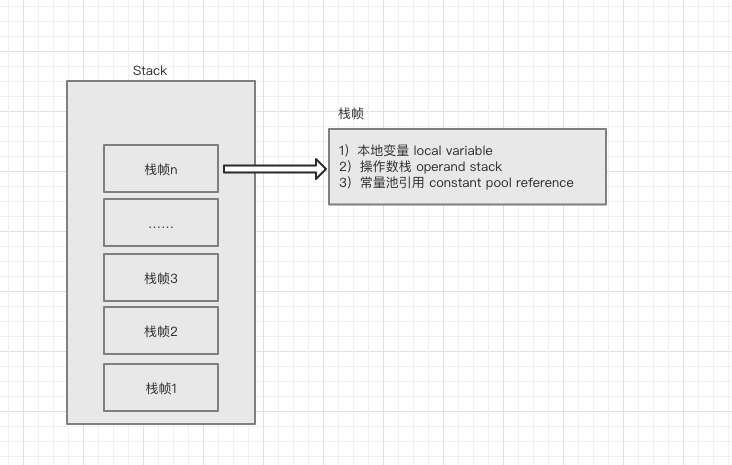 Stack
栈帧
1）本地变量 local variable
2）操作数栈 operand stack
3）常量池引用 constant pool reference
栈帧n
......
栈帧3
栈帧2
栈帧1